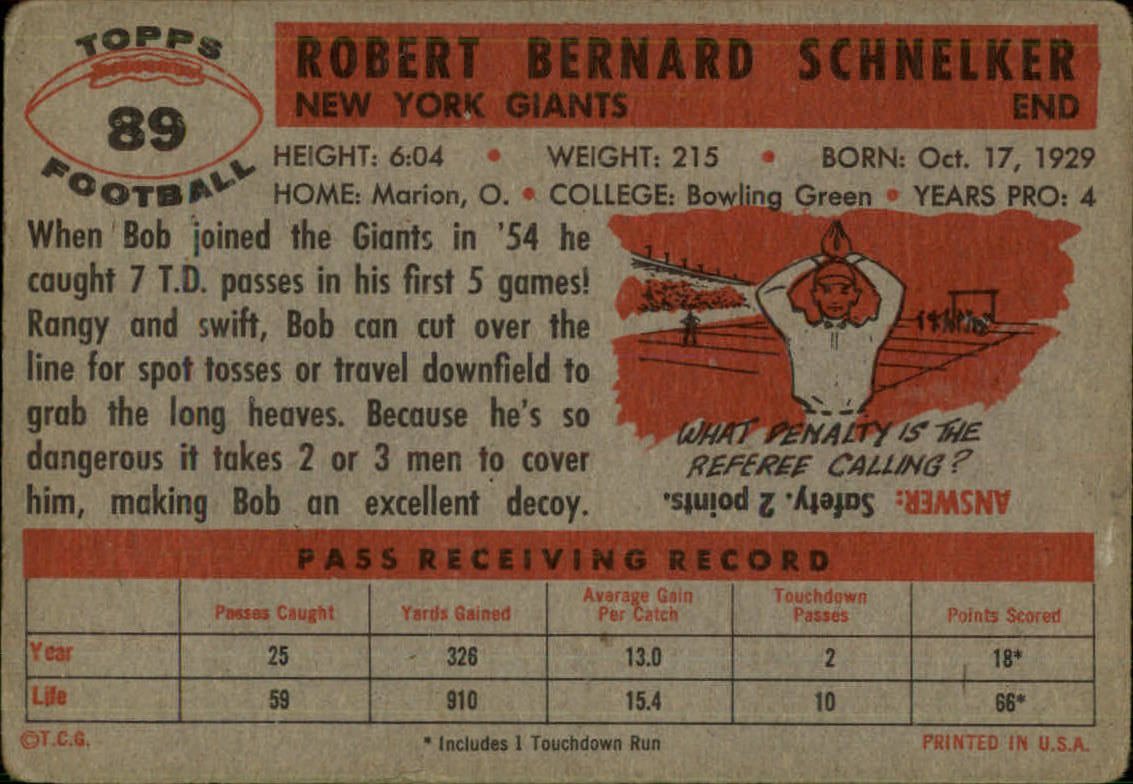 TOPPS
89
FOOTBALL
ROBERT BERNARD SCHNELKER
NEW YORK GIANTS END
HEIGHT: 6:04 • WEIGHT: 215 • BORN: Oct. 17, 1929
HOME: Marion, O. • COLLEGE: Bowling Green • YEARS PRO: 4
When Bob joined the Giants in '54 he
caught 7 T.D. passes in his first 5 games!
Rangy and swift, Bob can cut over the
line for spot tosses or travel downfield to
grab the long heaves. Because he's so
dangerous it takes 2 or 3 men to cover
him, making Bob an excellent decoy.
WHAT PENALTY IS THE
REFEREE CALLING?
ANSWER: Safety. 2 points.
PASS RECEIVING RECORD
Passes Caught Yards Gained Average Gain Per Catch Touchdown Passes Points Scored
Year 25 326 13.0 2 18*
Life 59 910 15.4 10 66*
©T.C.G. * Includes 1 Touchdown Run PRINTED IN U.S.A.